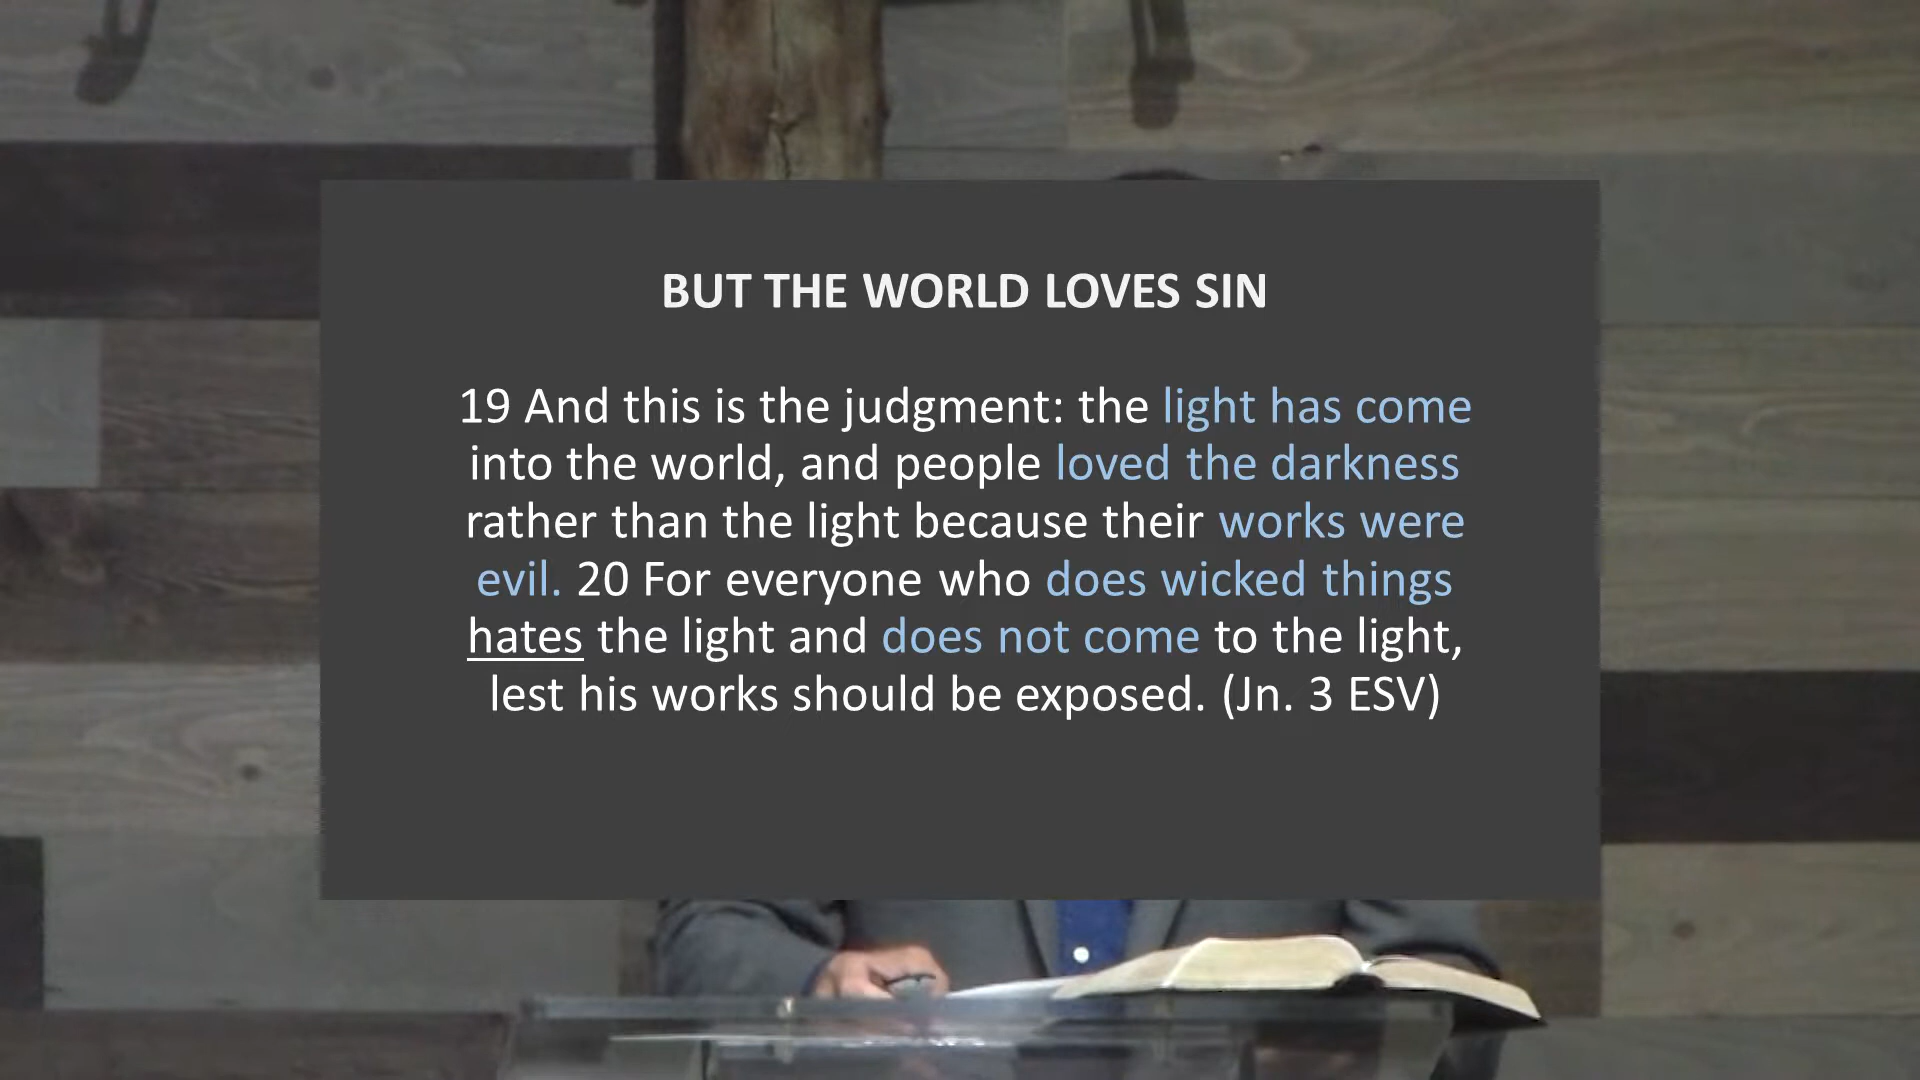 BUT THE WORLD LOVES SIN
19 And this is the judgment: the light has come
into the world, and people loved the darkness
rather than the light because their works were
evil. 20 For everyone who does wicked things
hates the light and does not come to the light,
lest his works should be exposed. (Jn. 3 ESV)